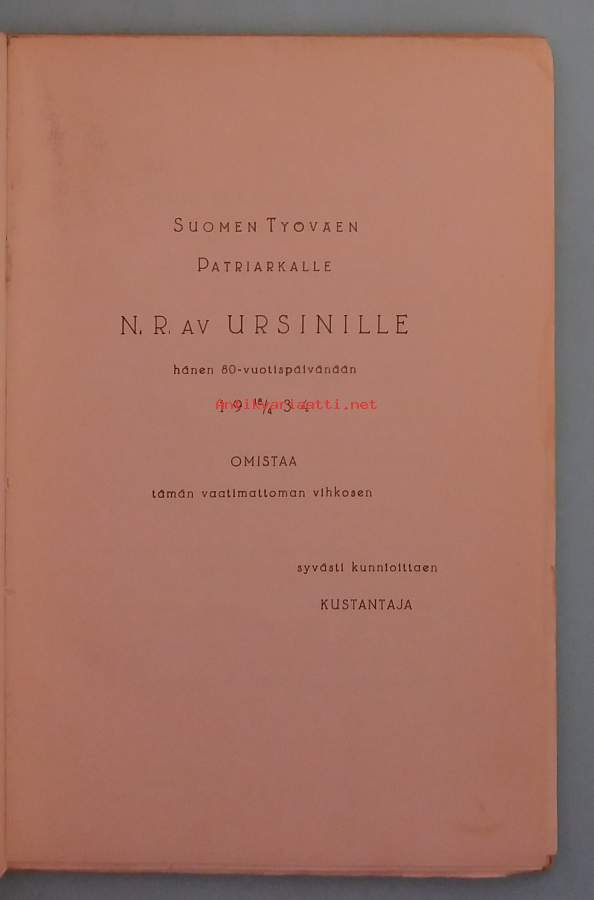 SUOMEN TYÖVÄEN
PATRIARKALLE
N. R. AV URSINILLE
hänen 80-vuotispäivänään
19 18/4 34
Antikvariaatti.net
OMISTAA
tämän vaatimattoman vihkosen
syvästi kunnioittaen
KUSTANTAJA